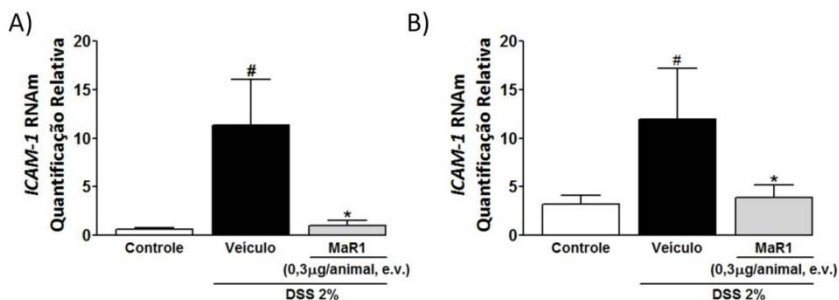 A)
ICAM-1 RNAm
Quantificação Relativa
20
15
10
5
0
#
*
Controle
Veículo
MaR1
(0,3µg/animal, e.v.)
DSS 2%
B)
ICAM-1 RNAm
Quantificação Relativa
20
15
10
5
0
#
*
Controle
Veículo
MaR1
(0,3µg/animal, e.v.)
DSS 2%